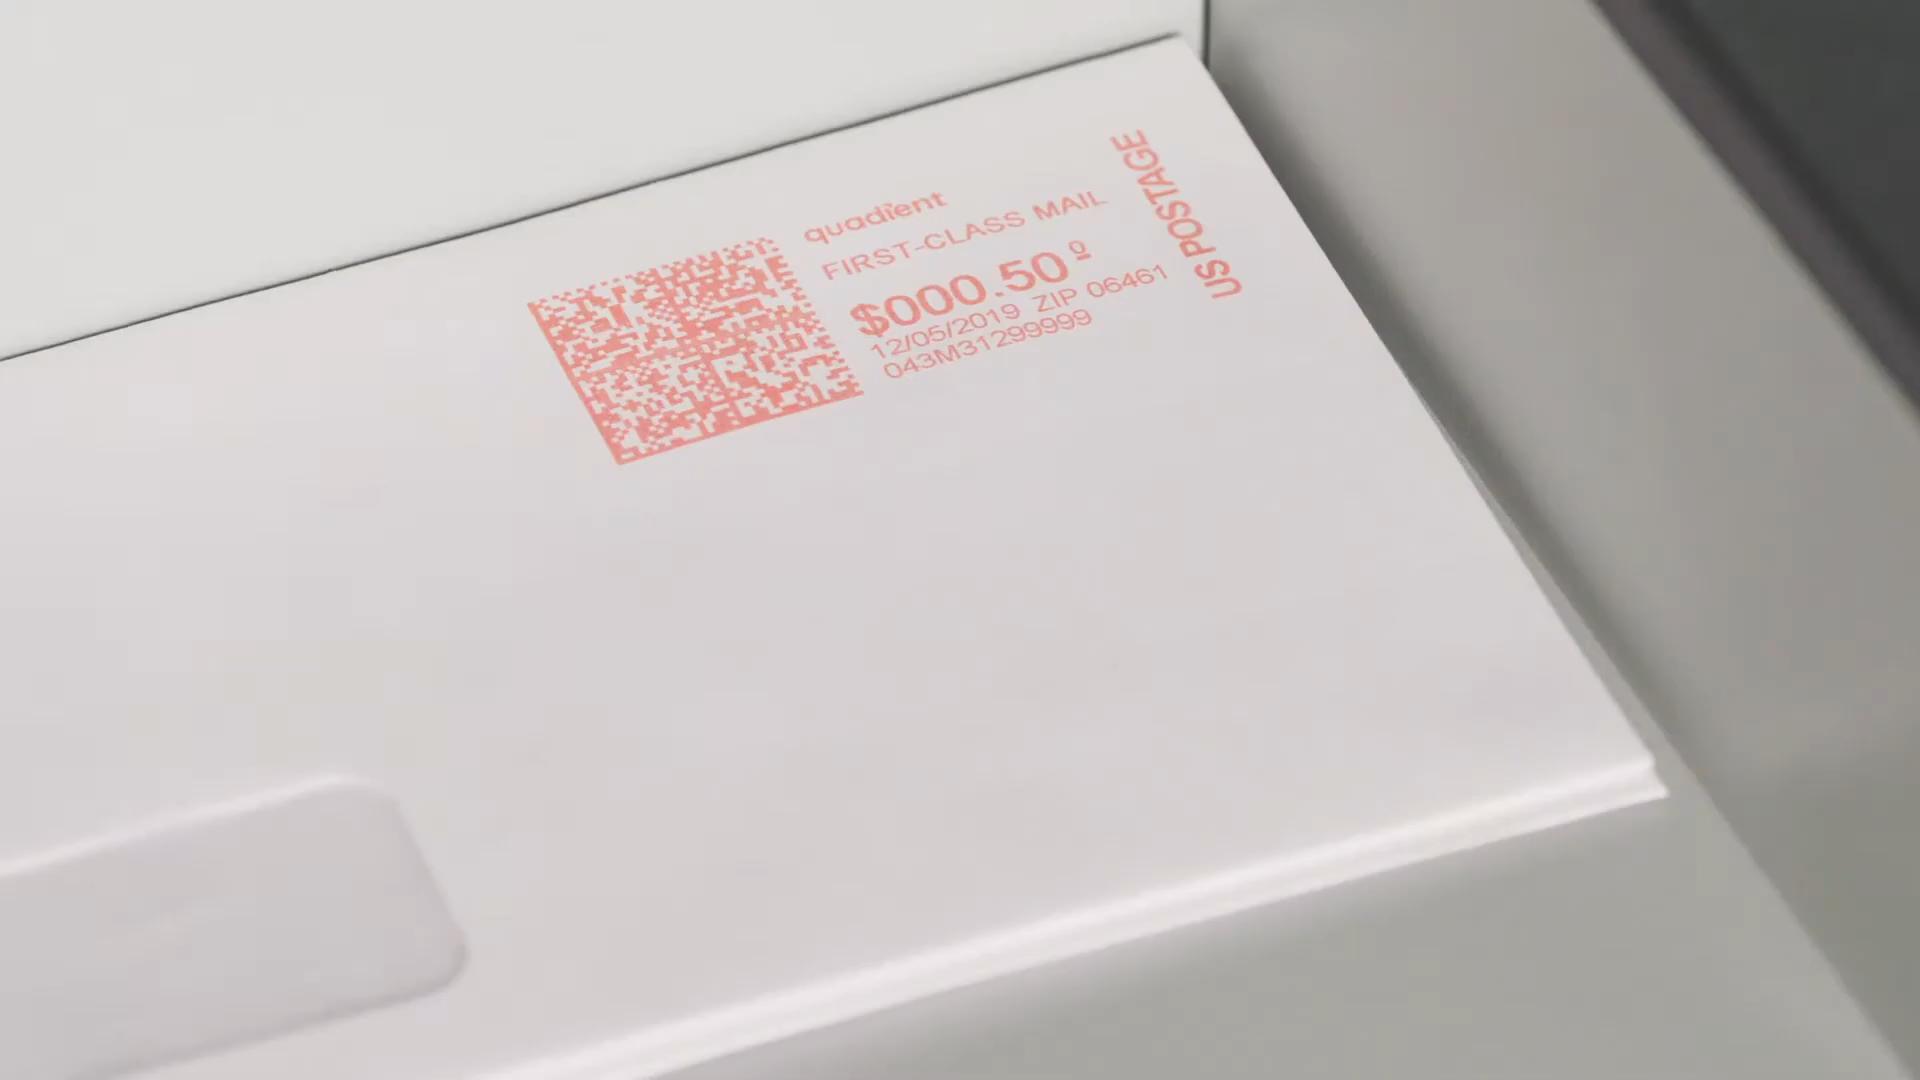 quadient
FIRST-CLASS MAIL
$000.50º
12/05/2019 ZIP 06461
043M31299999
US POSTAGE